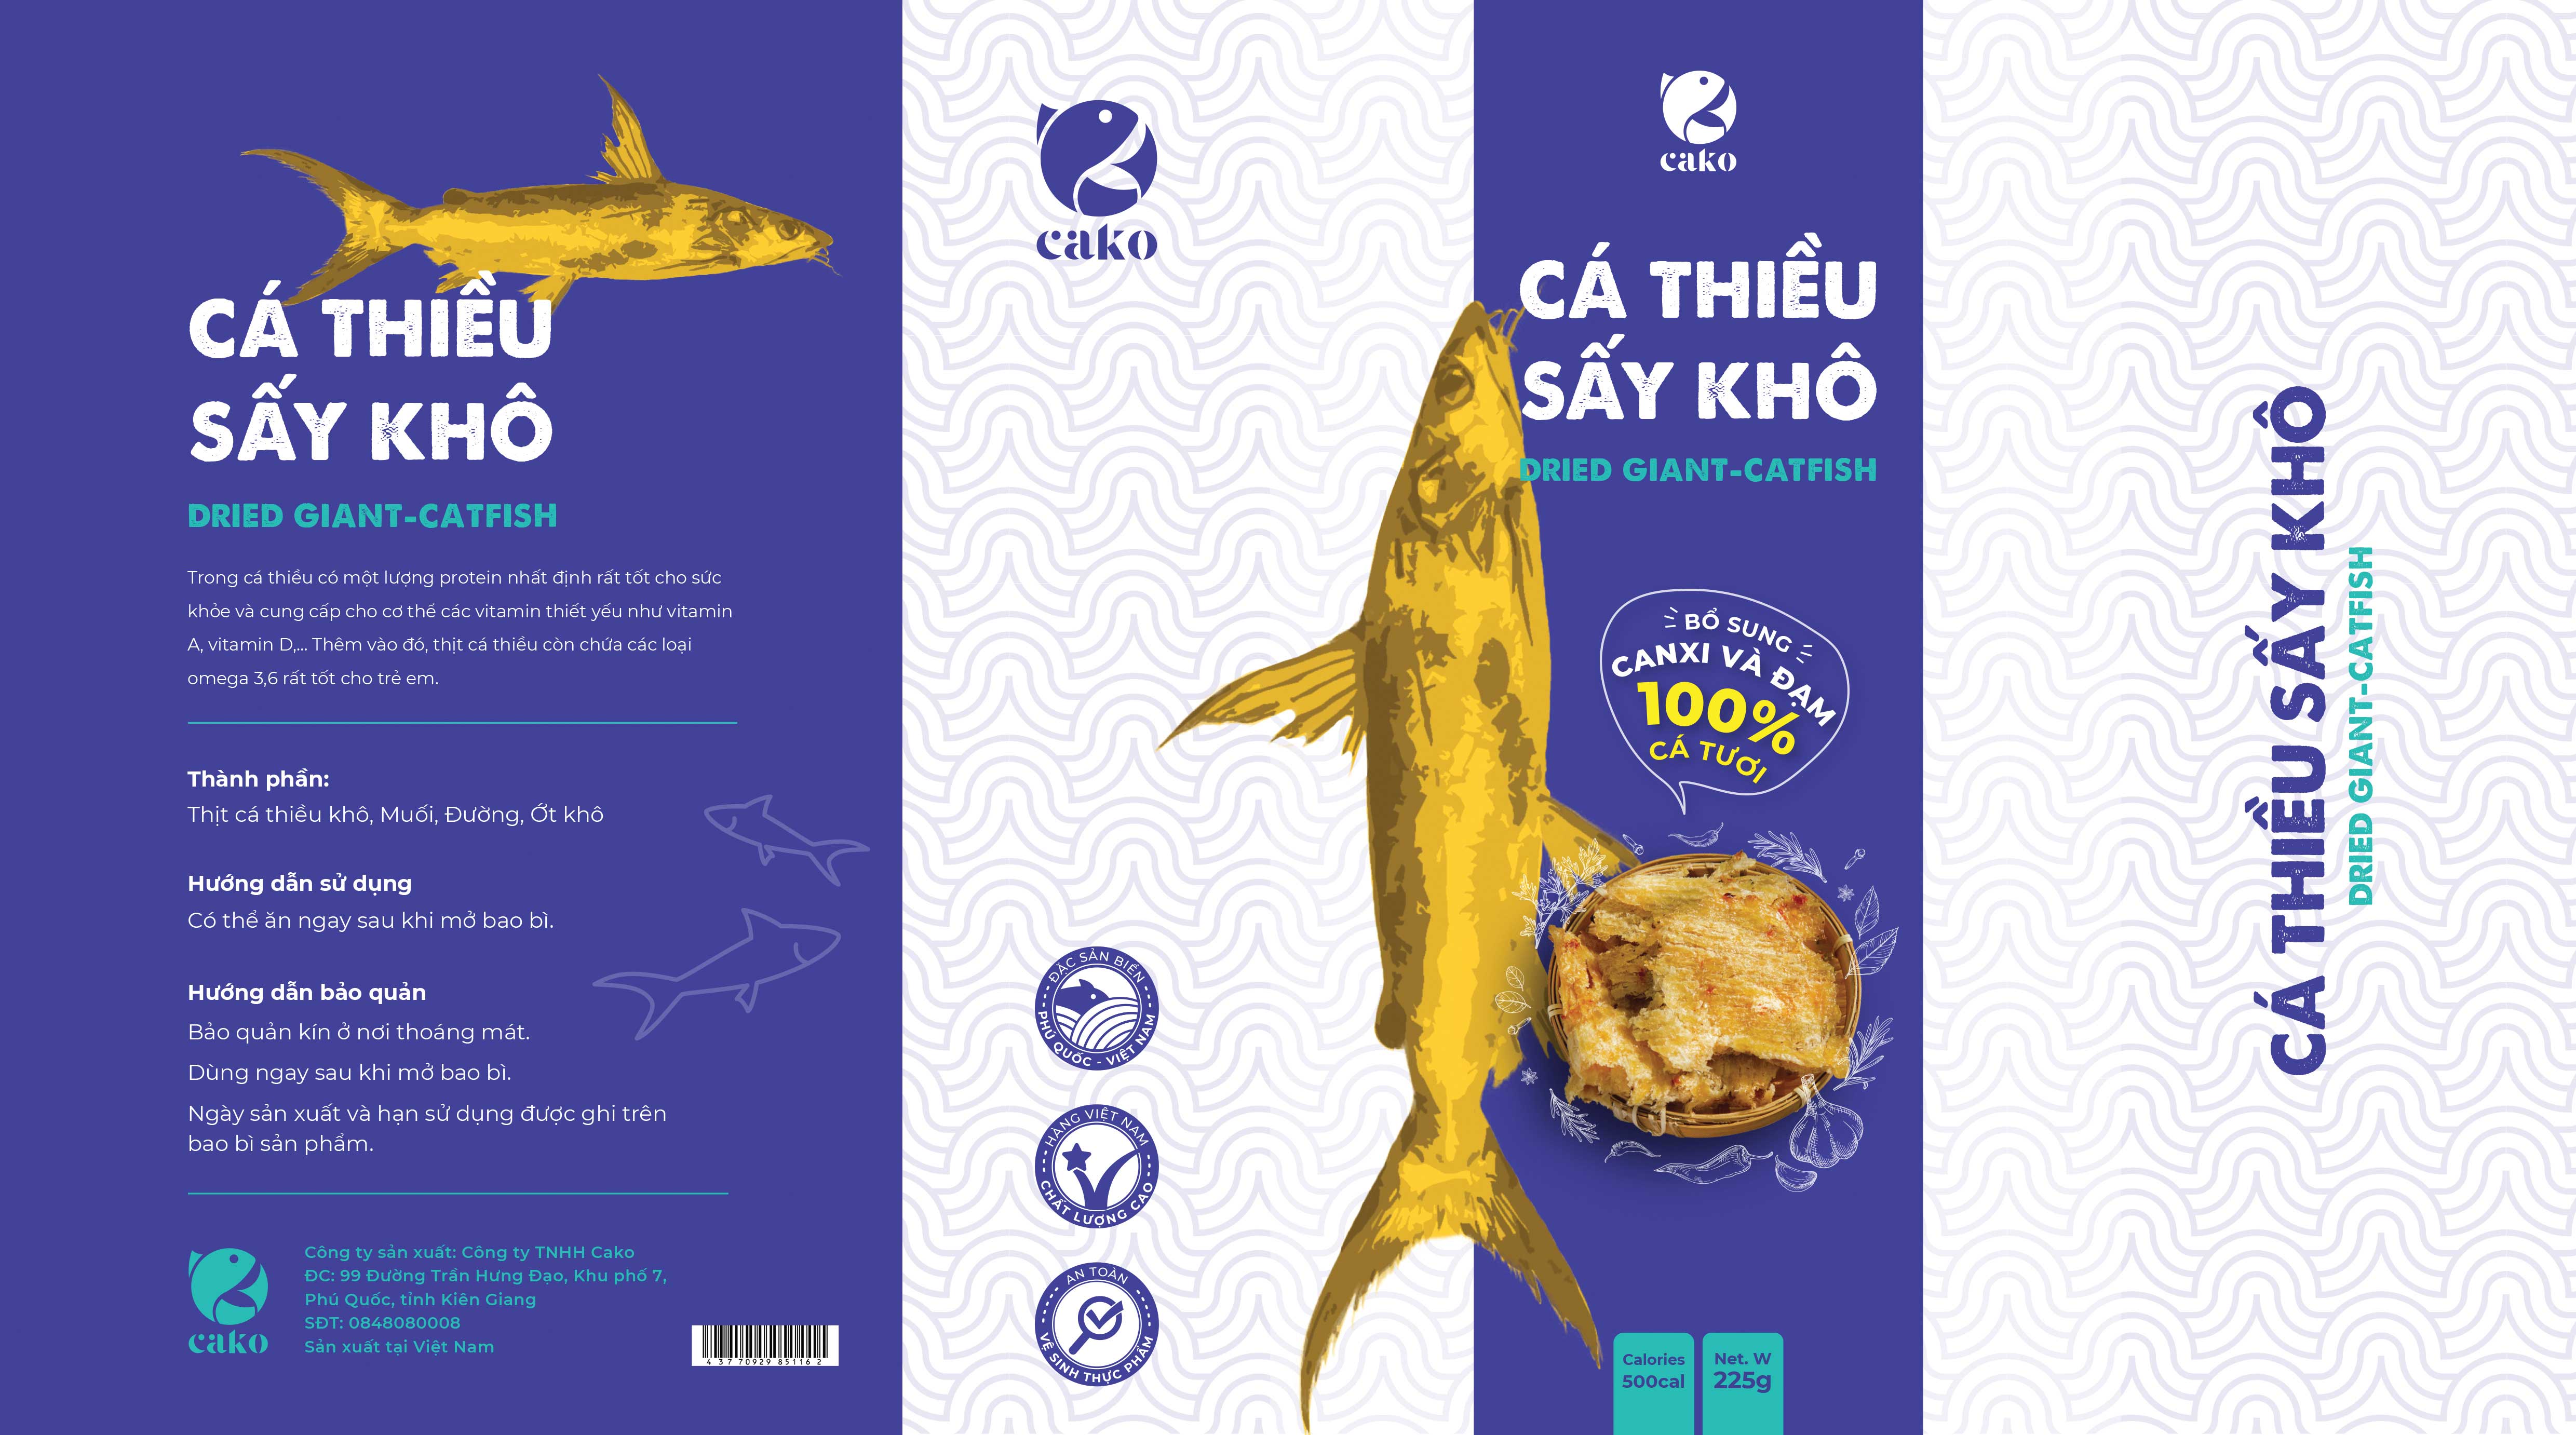 CÁ THIỀU
SẤY KHÔ
DRIED GIANT-CATFISH
Trong cá thiều có một lượng protein nhất định rất tốt cho sức
khỏe và cung cấp cho cơ thể các vitamin thiết yếu như vitamin
A, vitamin D,... Thêm vào đó, thịt cá thiều còn chứa các loại
omega 3,6 rất tốt cho trẻ em.
Thành phần:
Thịt cá thiều khô, Muối, Đường, Ớt khô
Hướng dẫn sử dụng
Có thể ăn ngay sau khi mở bao bì.
Hướng dẫn bảo quản
Bảo quản kín ở nơi thoáng mát.
Dùng ngay sau khi mở bao bì.
Ngày sản xuất và hạn sử dụng được ghi trên
bao bì sản phẩm.
cako
Công ty sản xuất: Công ty TNHH Cako
ĐC: 99 Đường Trần Hưng Đạo, Khu phố 7,
Phú Quốc, tỉnh Kiên Giang
SĐT: 0848080008
Sản xuất tại Việt Nam
4 37 70929 85116 2
cako
ĐẶC SẢN BIỂN
PHÚ QUỐC - VIỆT NAM
HÀNG VIỆT NAM
CHẤT LƯỢNG CAO
AN TOÀN
VỆ SINH THỰC PHẨM
cako
CÁ THIỀU
SẤY KHÔ
DRIED GIANT-CATFISH
BỔ SUNG
CANXI VÀ ĐẠM
100%
CÁ TƯƠI
Calories
500cal
Net. W
225g
CÁ THIỀU SẤY KHÔ
DRIED GIANT-CATFISH